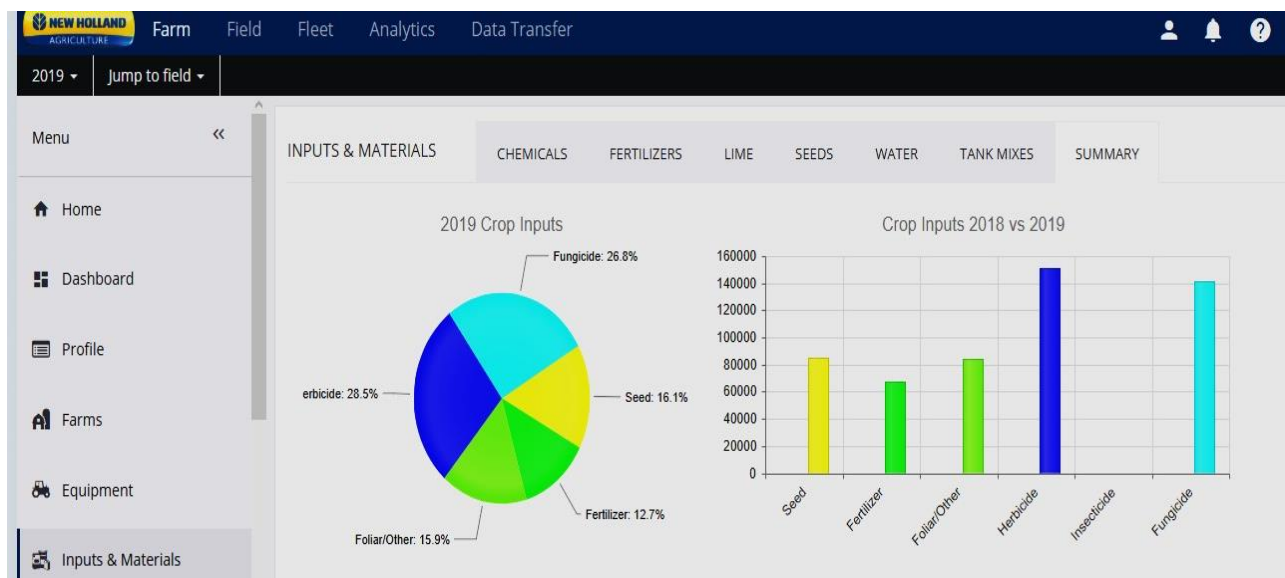 NEW HOLLAND
AGRICULTURE
Farm Field Fleet Analytics Data Transfer
2019 Jump to field
Menu
Home
Dashboard
Profile
Farms
Equipment
Inputs & Materials
INPUTS & MATERIALS CHEMICALS FERTILIZERS LIME SEEDS WATER TANK MIXES SUMMARY
2019 Crop Inputs
Fungicide: 26.8%
erbicide: 28.5%
Seed: 16.1%
Fertilizer: 12.7%
Foliar/Other: 15.9%
Crop Inputs 2018 vs 2019
160000
140000
120000
100000
80000
60000
40000
20000
0
Seed
Fertilizer
Foliar/Other
Herbicide
Insecticide
Fungicide